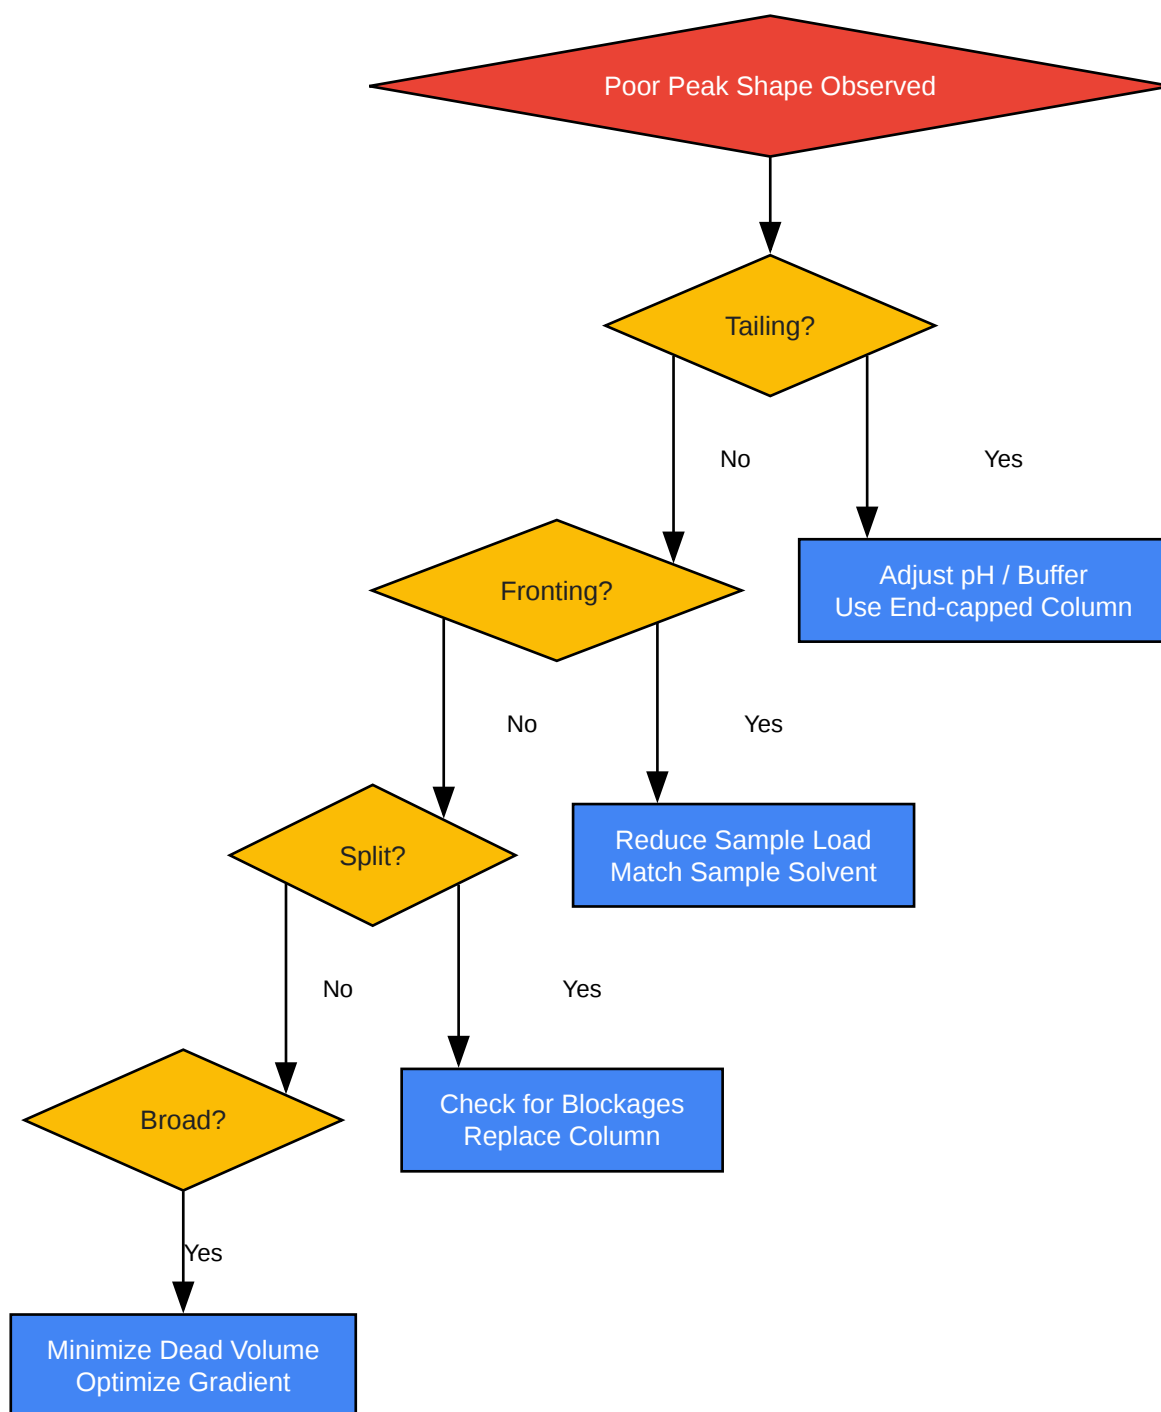 Poor Peak Shape Observed
Tailing?
No
Yes
Fronting?
Adjust pH / Buffer
Use End-capped Column
No
Yes
Split?
Reduce Sample Load
Match Sample Solvent
No
Yes
Broad?
Check for Blockages
Replace Column
Yes
Minimize Dead Volume
Optimize Gradient